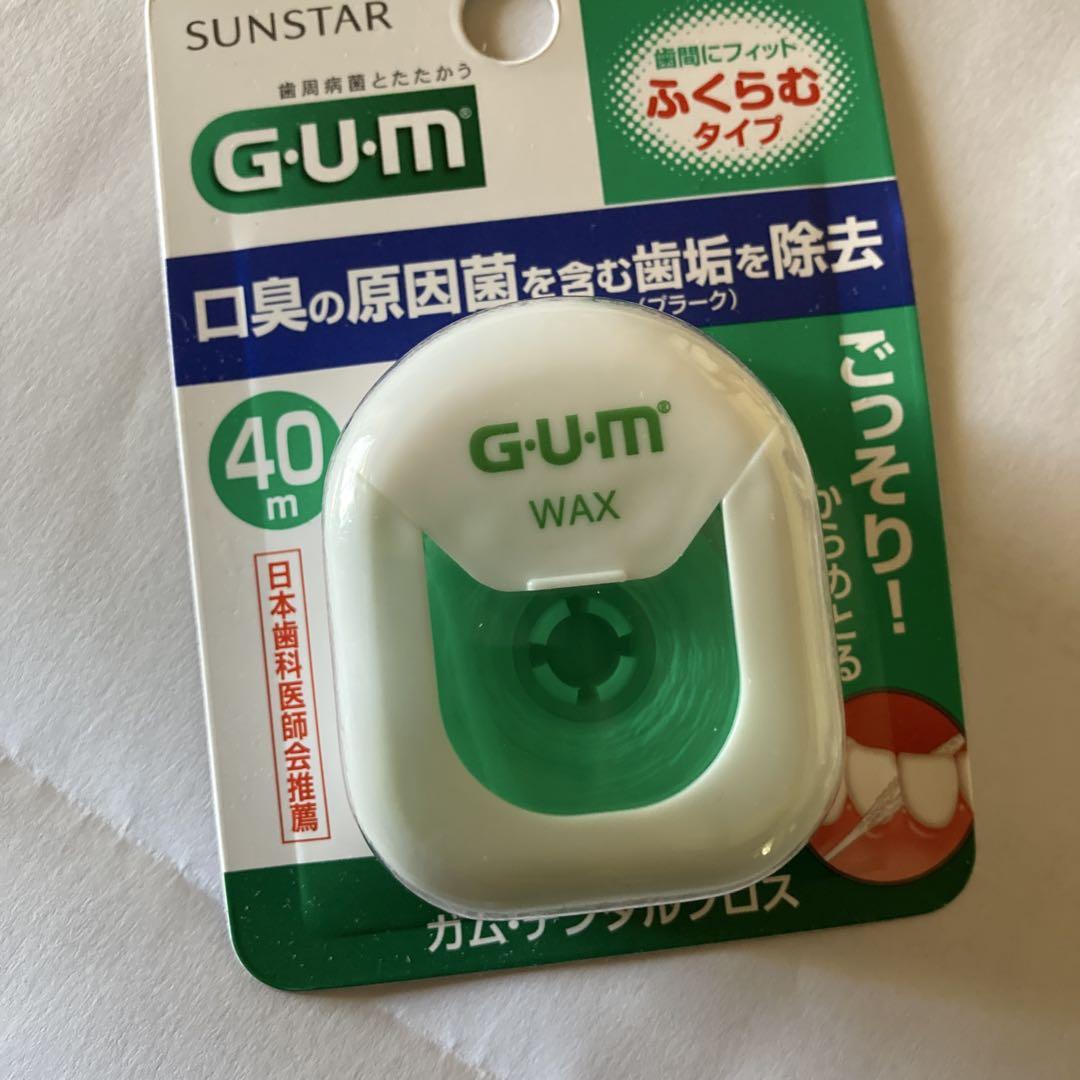 SUNSTAR
歯周病菌とたたかう
G・U・M®
歯間にフィット
ふくらむ
タイプ
口臭の原因菌を含む歯垢を除去
(プラーク)
40
m
日本歯科医師会推薦
G・U・M®
WAX
ごっそり!
からめとる
ガム・デンタルフロス